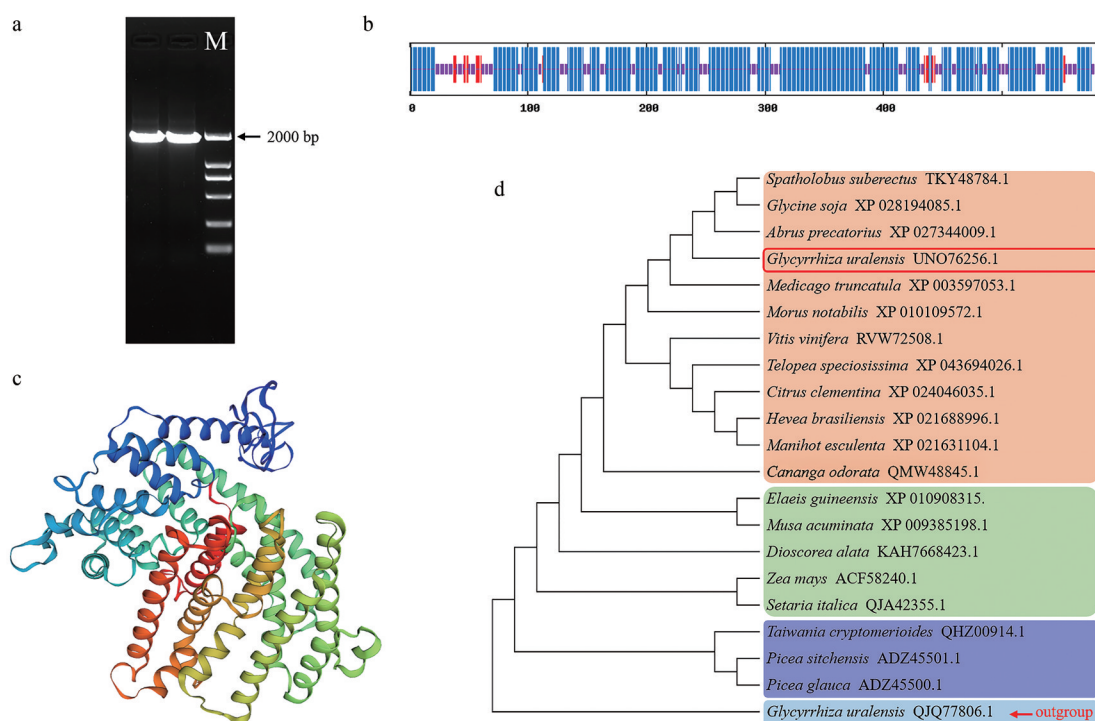 a
M
2000 bp
b
0 100 200 300 400
c
d
Spatholobus suberectus TKY48784.1
Glycine soja XP 028194085.1
Abrus precatorius XP 027344009.1
Glycyrrhiza uralensis UNO76256.1
Medicago truncatula XP 003597053.1
Morus notabilis XP 010109572.1
Vitis vinifera RVW72508.1
Telopea speciosissima XP 043694026.1
Citrus clementina XP 024046035.1
Hevea brasiliensis XP 021688996.1
Manihot esculenta XP 021631104.1
Cananga odorata QMW48845.1
Elaeis guineensis XP 010908315.
Musa acuminata XP 009385198.1
Dioscorea alata KAH7668423.1
Zea mays ACF58240.1
Setaria italica QJA42355.1
Taiwania cryptomerioides QHZ00914.1
Picea sitchensis ADZ45501.1
Picea glauca ADZ45500.1
Glycyrrhiza uralensis QJQ77806.1 outgroup